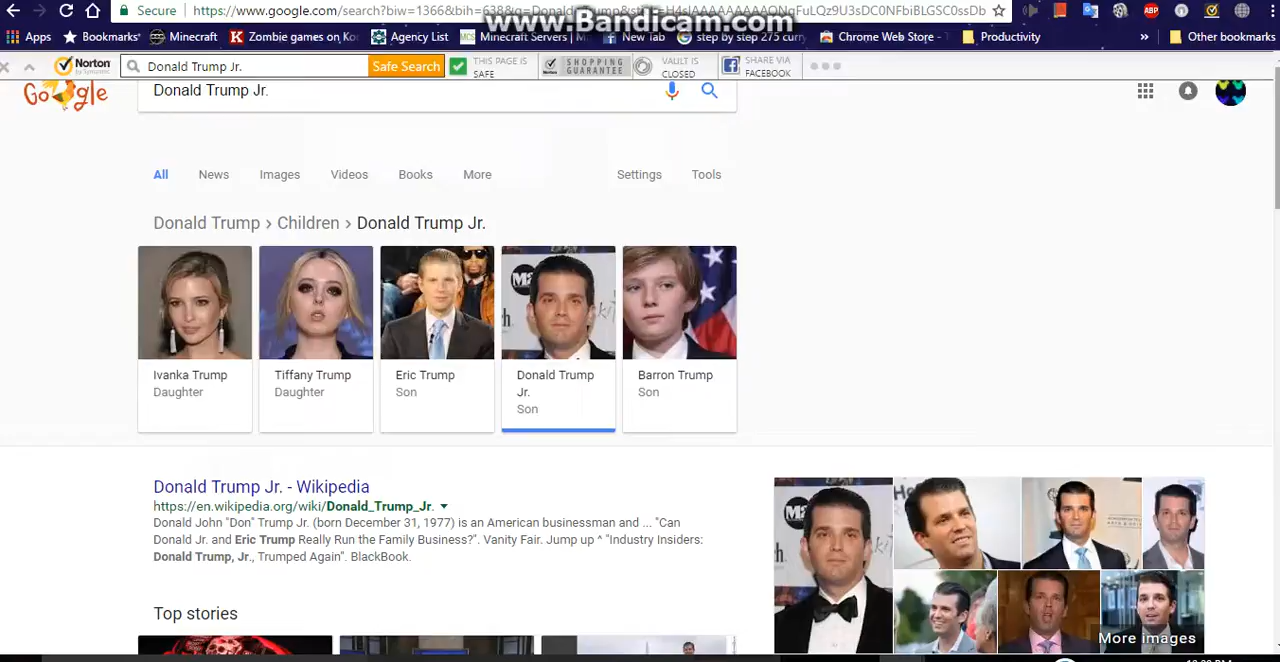 Secure
https://www.google.com/search?biw=1366&bih=638&q=Donald
www.Bandicam.com
Apps
Bookmarks
Minecraft
Zombie games on Ko
Agency List
Minecraft Servers | M
New Tab
step by step 275 curr
Chrome Web Store -
Productivity
»
Other bookmarks
Norton
by Symantec
Donald Trump Jr.
Safe Search
THIS PAGE IS
SAFE
Norton
SHOPPING
GUARANTEE
VAULT IS
CLOSED
SHARE VIA
FACEBOOK
Google
Donald Trump Jr.
All
News
Images
Videos
Books
More
Settings
Tools
Donald Trump › Children › Donald Trump Jr.
Ivanka Trump
Daughter
Tiffany Trump
Daughter
Eric Trump
Son
Donald Trump
Jr.
Son
Barron Trump
Son
Donald Trump Jr. - Wikipedia
https://en.wikipedia.org/wiki/Donald_Trump_Jr.
Donald John "Don" Trump Jr. (born December 31, 1977) is an American businessman and ... "Can
Donald Jr. and Eric Trump Really Run the Family Business?". Vanity Fair. Jump up ^ "Industry Insiders:
Donald Trump, Jr., Trumped Again". BlackBook.
Top stories
More images